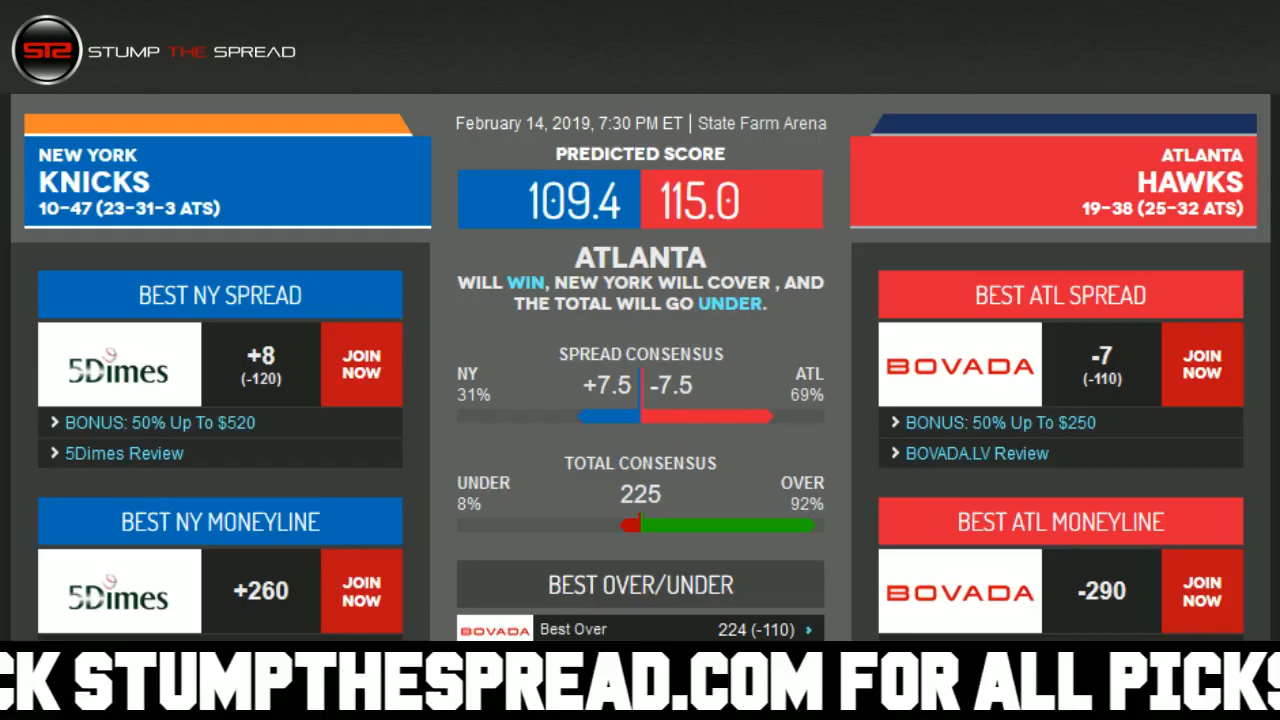 STS STUMP THE SPREAD
February 14, 2019, 7:30 PM ET | State Farm Arena
NEW YORK
KNICKS
10-47 (23-31-3 ATS)
PREDICTED SCORE
109.4 115.0
ATLANTA
HAWKS
19-38 (25-32 ATS)
ATLANTA
WILL WIN, NEW YORK WILL COVER , AND
THE TOTAL WILL GO UNDER.
BEST NY SPREAD
5Dimes +8 (-120) JOIN NOW
BONUS: 50% Up To $520
5Dimes Review
BEST NY MONEYLINE
5Dimes +260 JOIN NOW
SPREAD CONSENSUS
NY +7.5 -7.5 ATL
31% 69%
TOTAL CONSENSUS
UNDER 225 OVER
8% 92%
BEST OVER/UNDER
BOVADA Best Over 224 (-110)
BEST ATL SPREAD
BOVADA -7 (-110) JOIN NOW
BONUS: 50% Up To $250
BOVADA.LV Review
BEST ATL MONEYLINE
BOVADA -290 JOIN NOW
CK STUMPTHESPREAD.COM FOR ALL PICKS